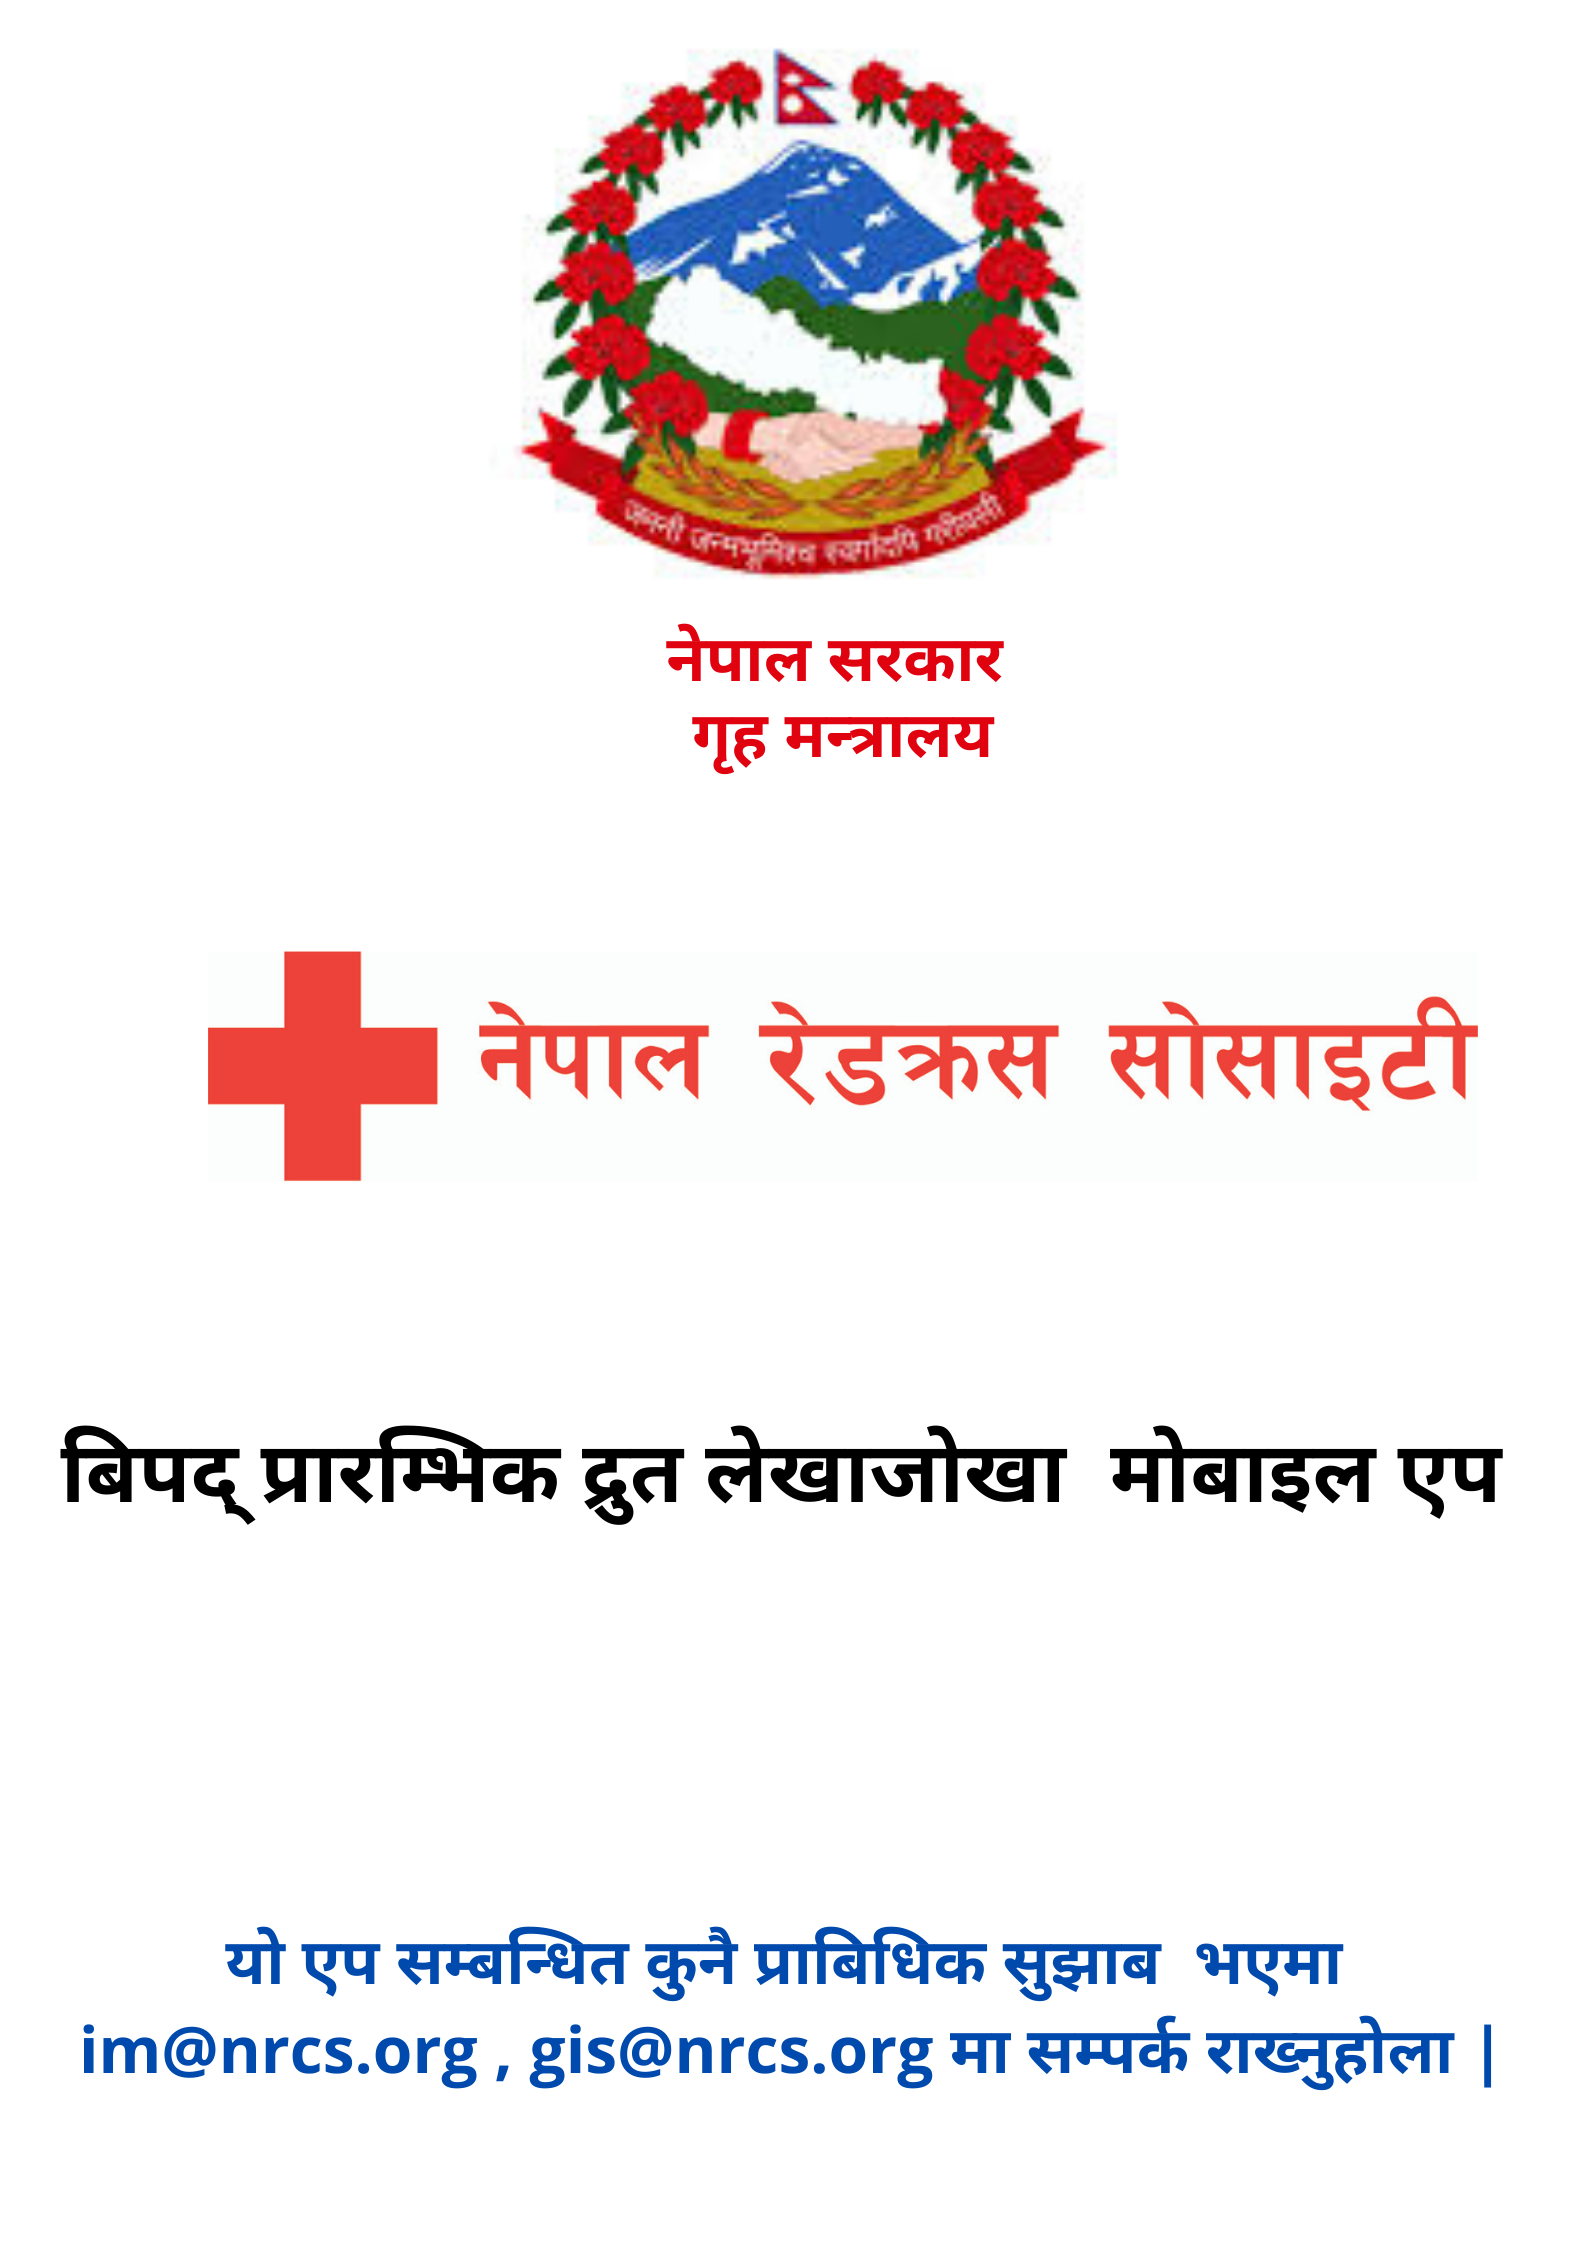 जननी जन्मभूमिश्च स्वर्गादपि गरीयसी
नेपाल सरकार
गृह मन्त्रालय
नेपाल रेडक्रस सोसाइटी
बिपद् प्रारम्भिक द्रुत लेखाजोखा मोबाइल एप
यो एप सम्बन्धित कुनै प्राबिधिक सुझाब भएमा
im@nrcs.org , gis@nrcs.org मा सम्पर्क राख्नुहोला |